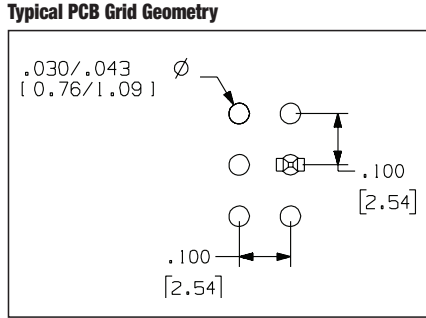 Typical PCB Grid Geometry
.030/.043 Ø
[0.76/1.09]
.100
[2.54]
.100
[2.54]